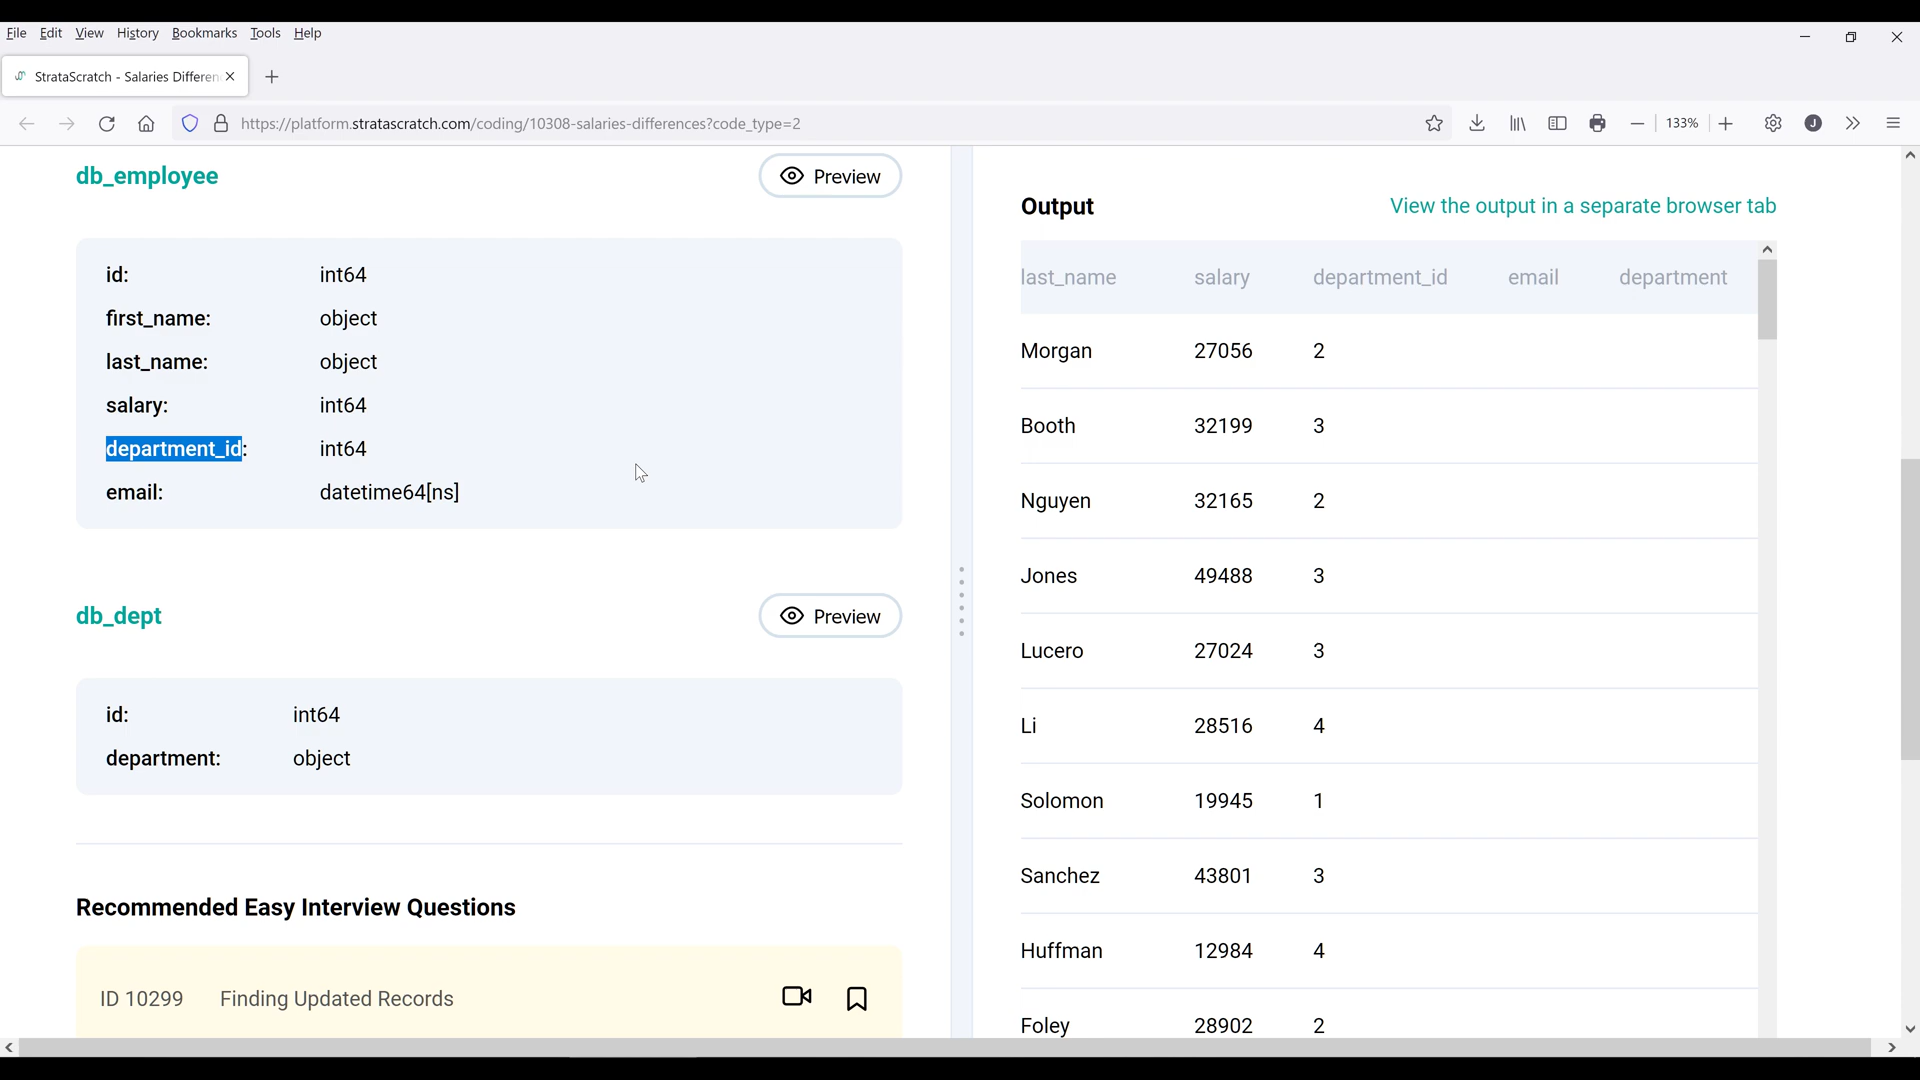 File Edit View History Bookmarks Tools Help
StrataScratch - Salaries Differen
https://platform.stratascratch.com/coding/10308-salaries-differences?code_type=2
133%
J
db_employee
Preview
id: int64
first_name: object
last_name: object
salary: int64
department_id: int64
email: datetime64[ns]
db_dept
Preview
id: int64
department: object
Recommended Easy Interview Questions
ID 10299 Finding Updated Records
Output
View the output in a separate browser tab
last_name salary department_id email department
Morgan 27056 2
Booth 32199 3
Nguyen 32165 2
Jones 49488 3
Lucero 27024 3
Li 28516 4
Solomon 19945 1
Sanchez 43801 3
Huffman 12984 4
Foley 28902 2